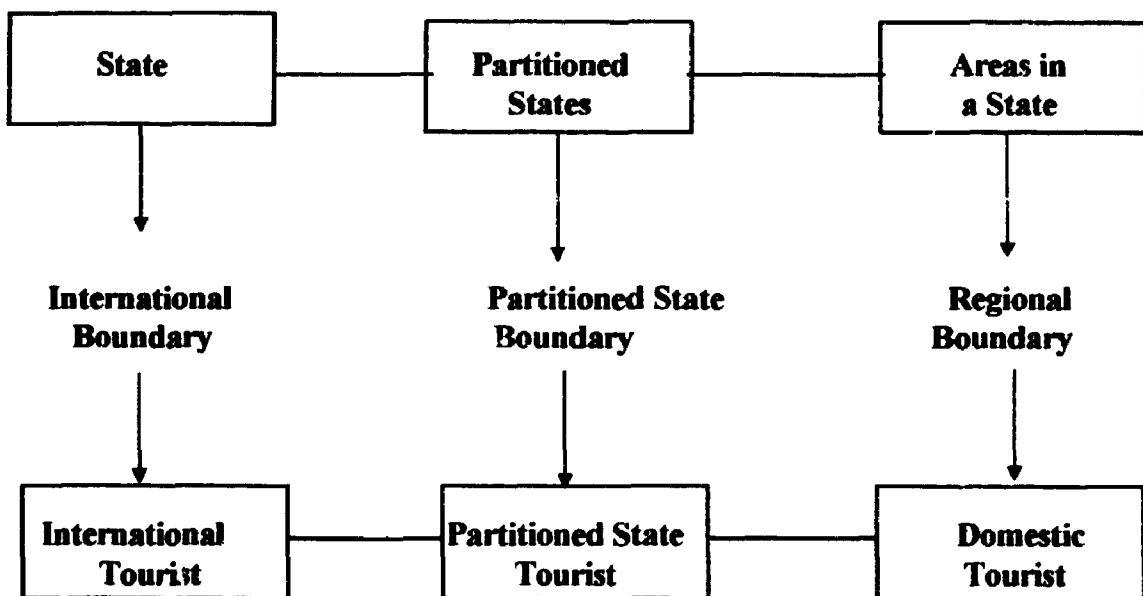 State
Partitioned
States
Areas in
a State
International
Boundary
Partitioned State
Boundary
Regional
Boundary
International
Tourist
Partitioned State
Tourist
Domestic
Tourist